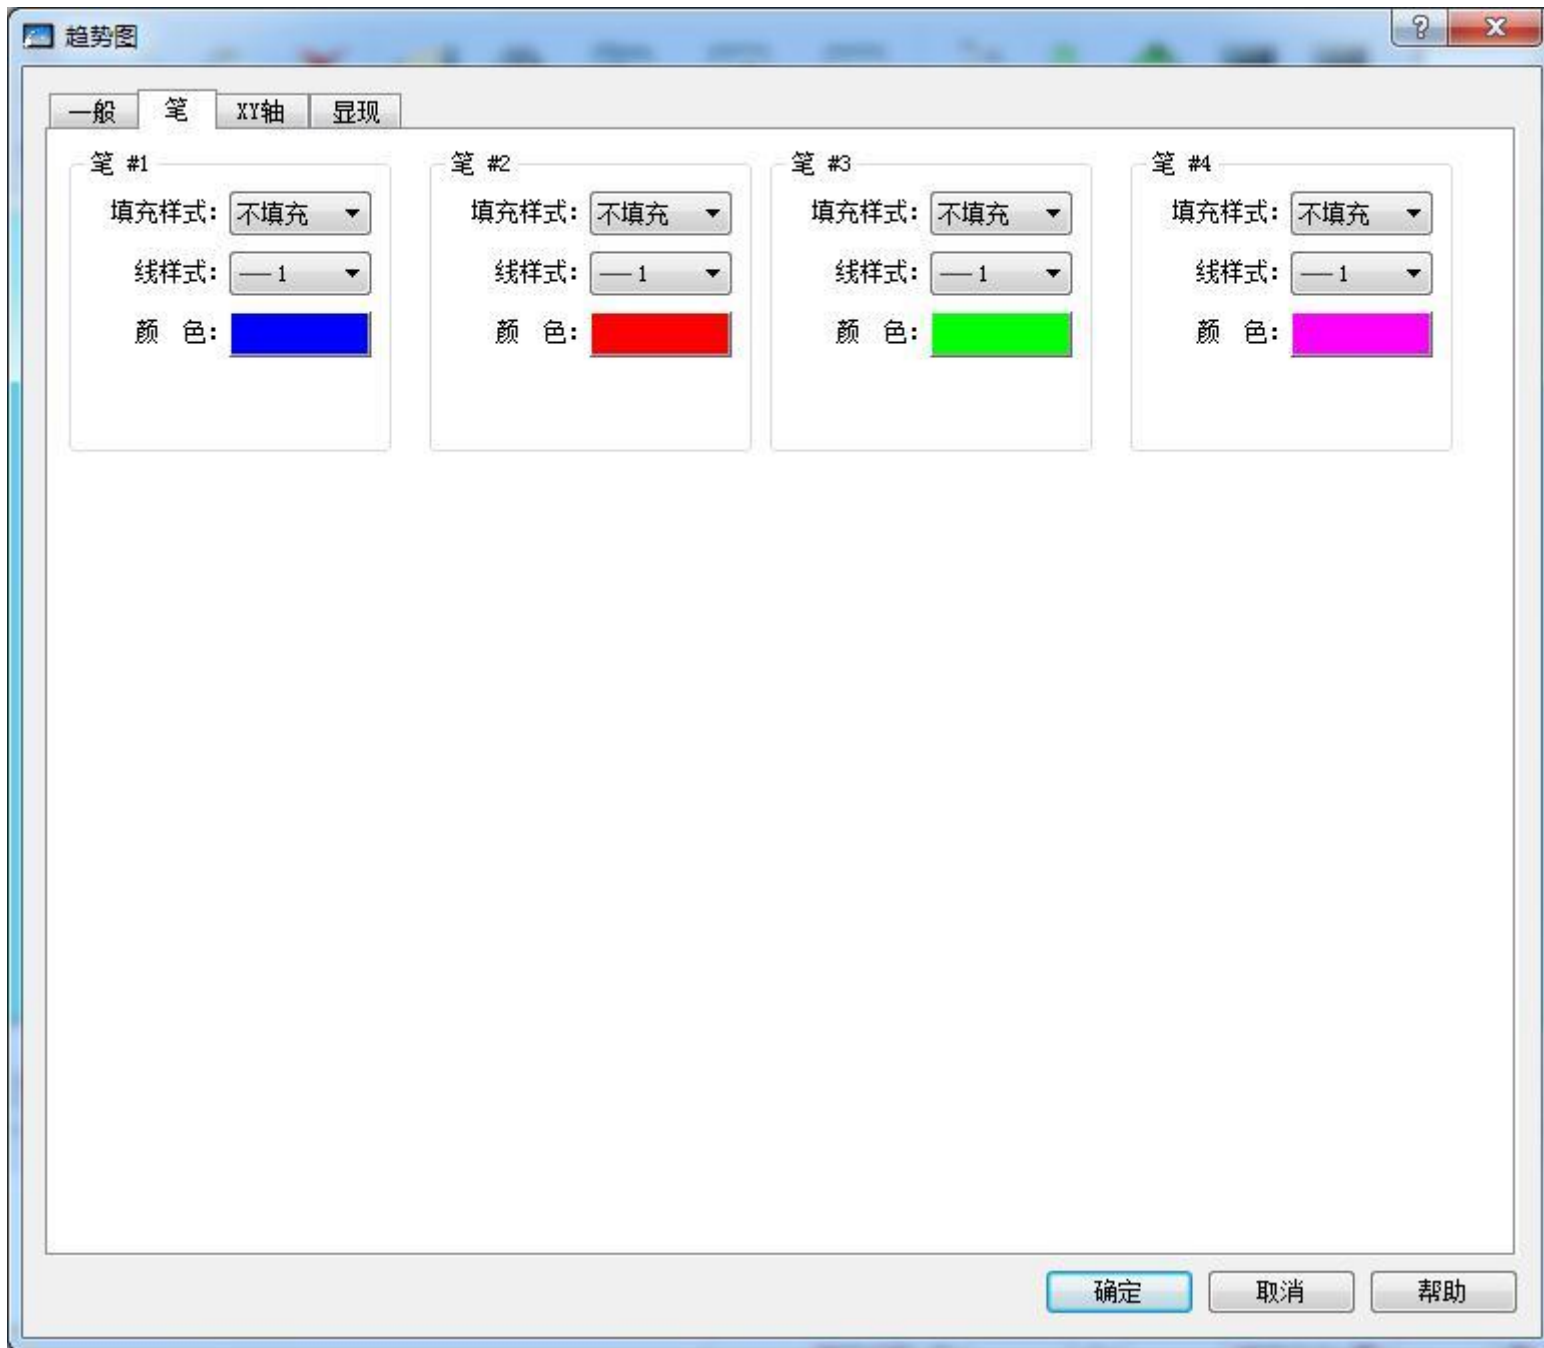 趋势图
一般 笔 XY轴 显现
笔 #1 笔 #2 笔 #3 笔 #4
填充样式: 不填充 填充样式: 不填充 填充样式: 不填充 填充样式: 不填充
线样式: — 1 线样式: — 1 线样式: — 1 线样式: — 1
颜 色: 颜 色: 颜 色: 颜 色:
确定 取消 帮助